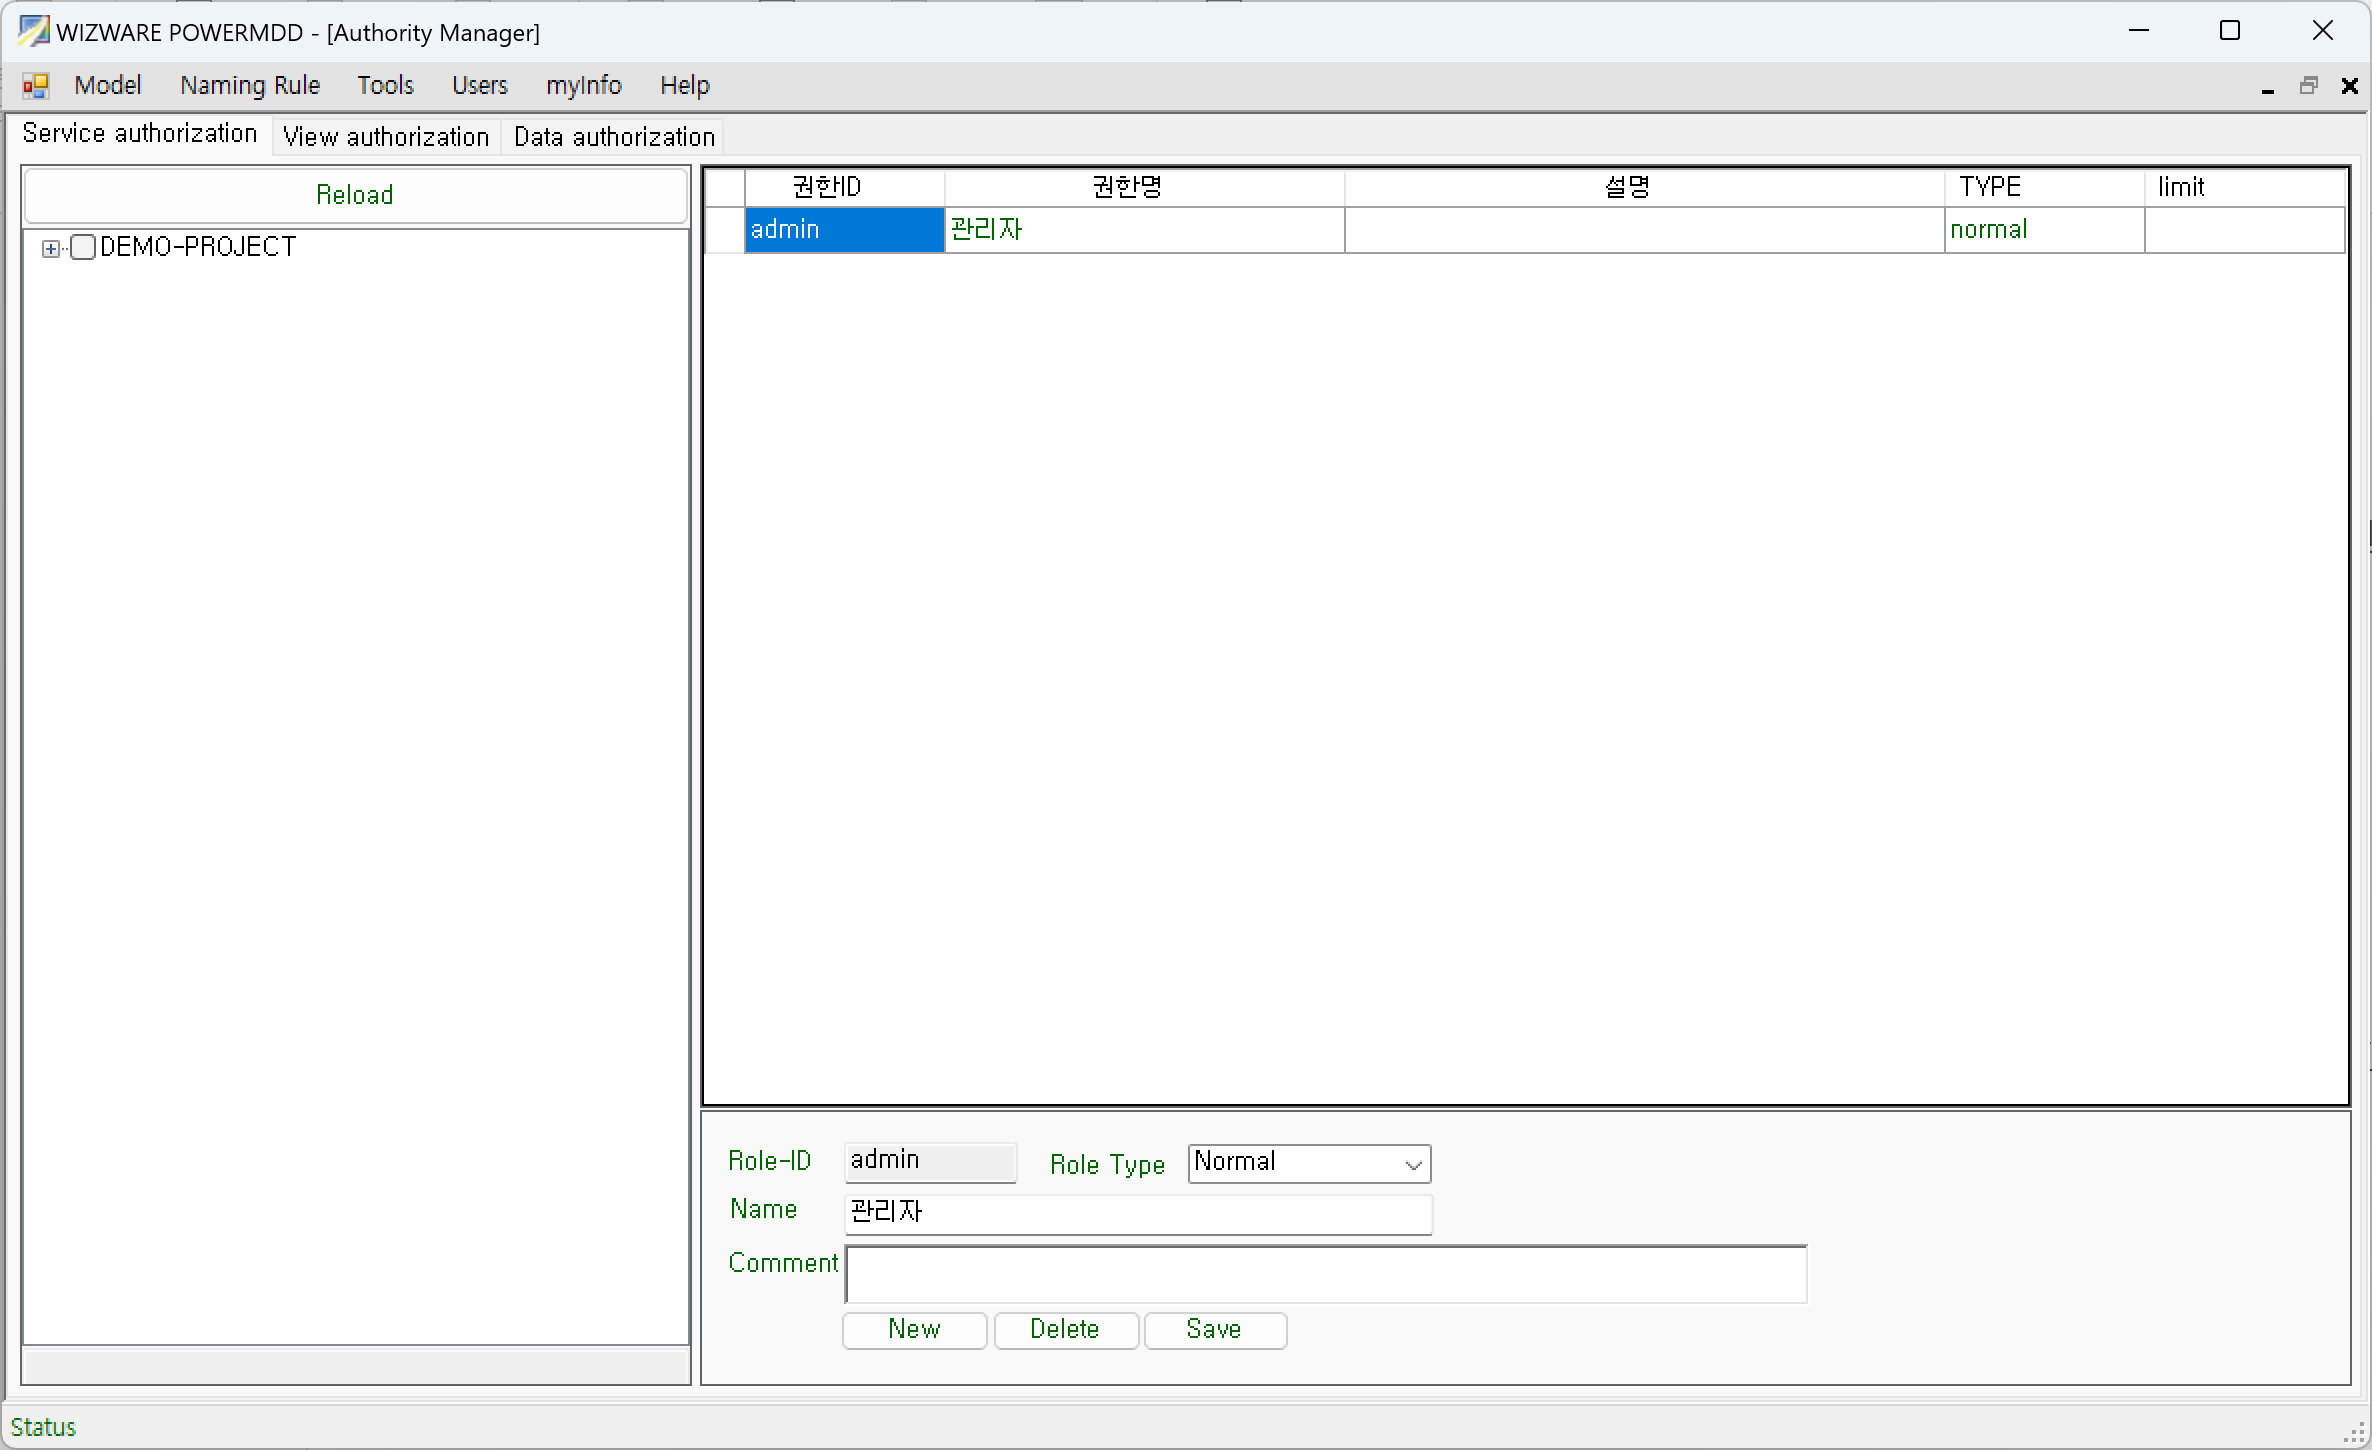 WIZWARE POWERMDD - [Authority Manager]
Model Naming Rule Tools Users myInfo Help
Service authorization View authorization Data authorization
Reload
DEMO-PROJECT
권한ID 권한명 설명 TYPE limit
admin 관리자 normal
Role-ID admin Role Type Normal
Name 관리자
Comment
New Delete Save
Status